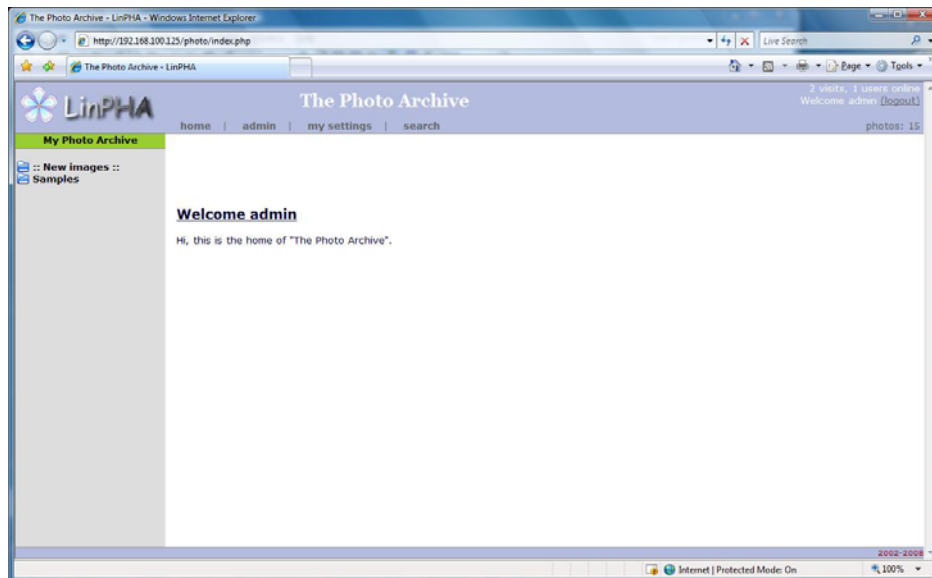 The Photo Archive - LinPHA - Windows Internet Explorer
http://192.168.100.125/photo/index.php
Live Search
The Photo Archive - LinPHA
Page
Tools
LinPHA
The Photo Archive
2 visits, 1 users online
Welcome admin (logout)
home | admin | my settings | search
photos: 15
My Photo Archive
:: New images ::
Samples
Welcome admin
Hi, this is the home of "The Photo Archive".
2002-2008
Internet | Protected Mode: On
100%